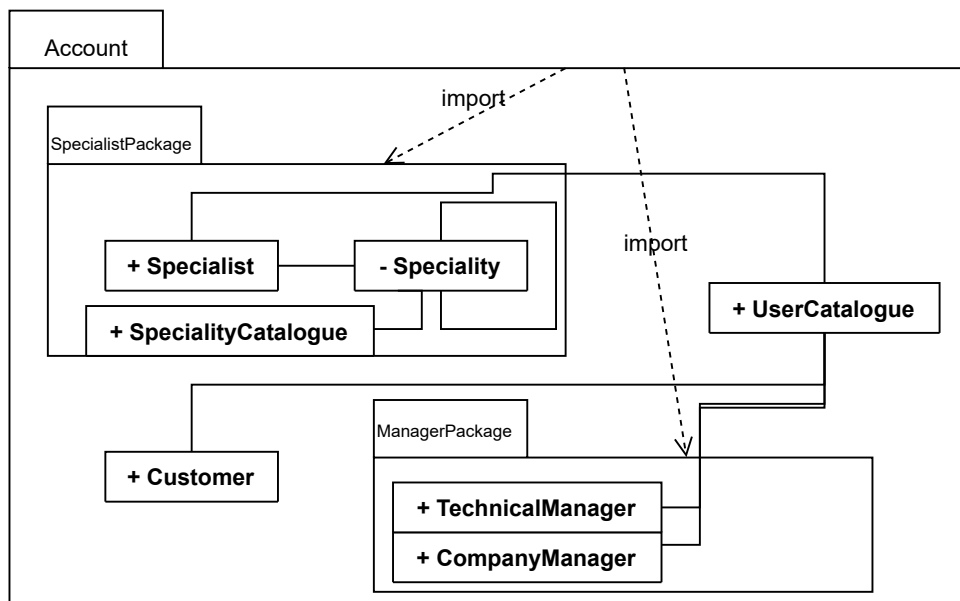 Account
import
SpecialistPackage
import
+ Specialist
- Speciality
+ UserCatalogue
+ SpecialityCatalogue
ManagerPackage
+ Customer
+ TechnicalManager
+ CompanyManager